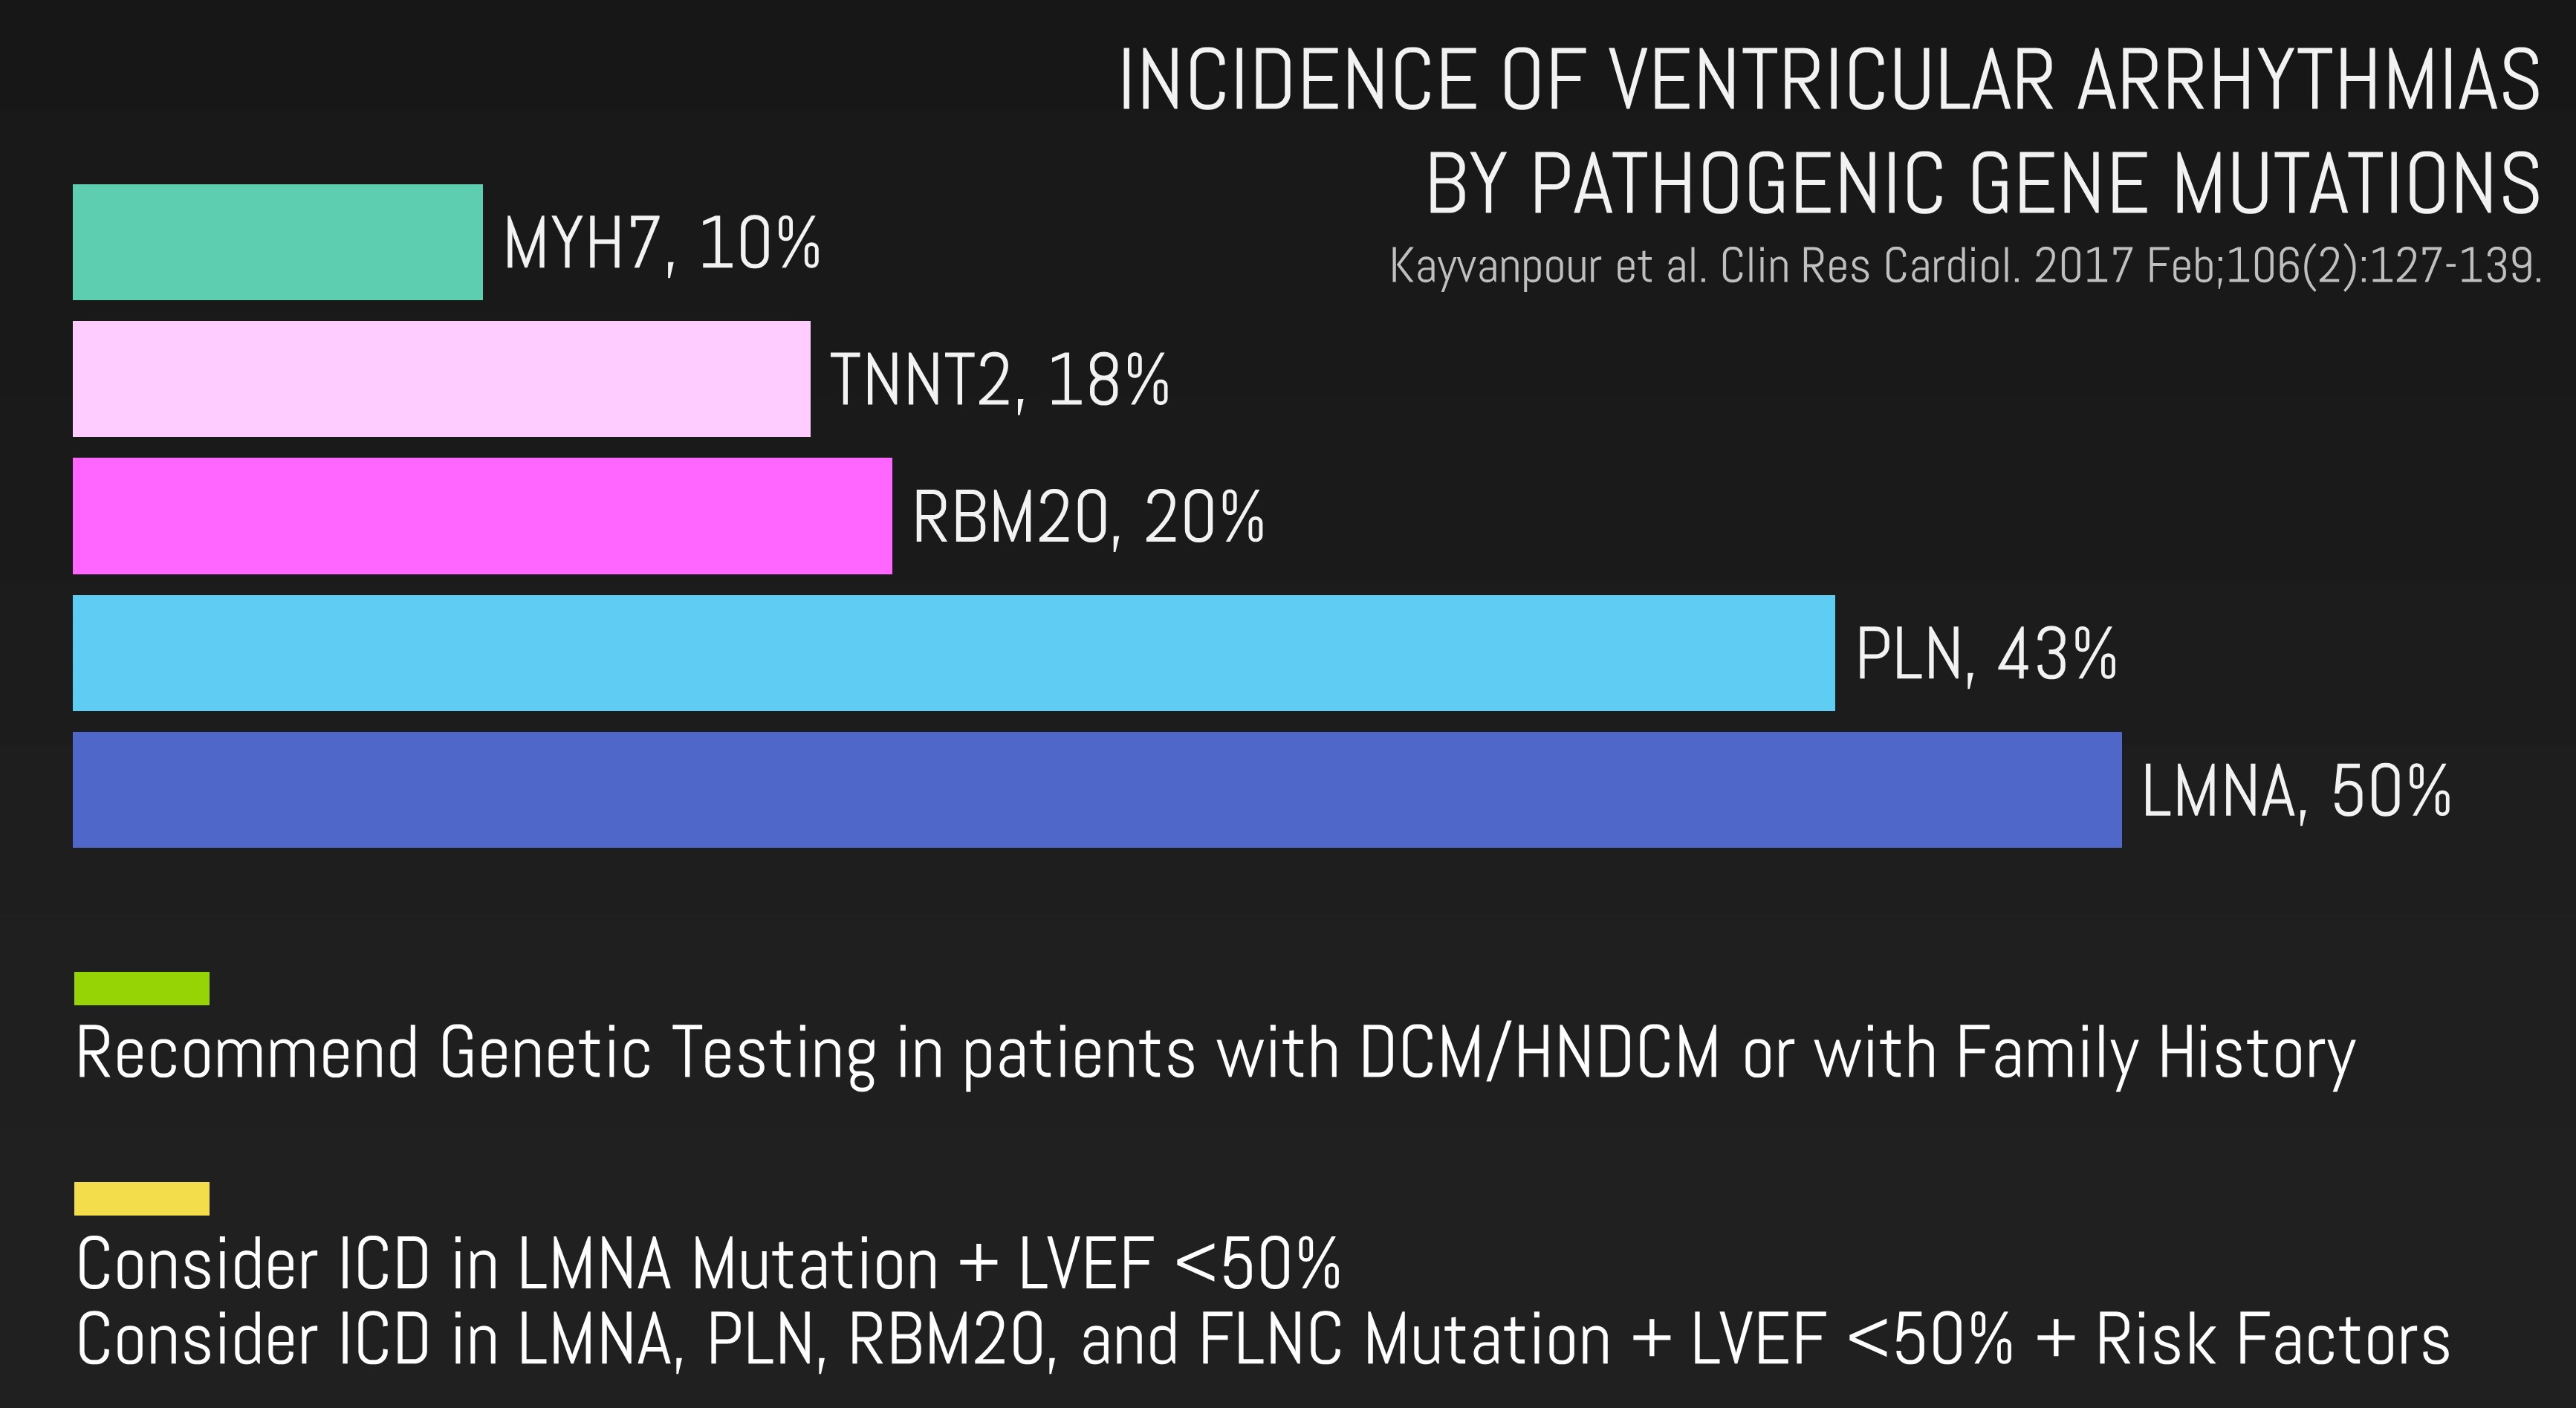 INCIDENCE OF VENTRICULAR ARRHYTHMIAS
BY PATHOGENIC GENE MUTATIONS
Kayvanpour et al. Clin Res Cardiol. 2017 Feb;106(2):127-139.
MYH7, 10%
TNNT2, 18%
RBM20, 20%
PLN, 43%
LMNA, 50%
Recommend Genetic Testing in patients with DCM/HNDCM or with Family History
Consider ICD in LMNA Mutation + LVEF <50%
Consider ICD in LMNA, PLN, RBM20, and FLNC Mutation + LVEF <50% + Risk Factors